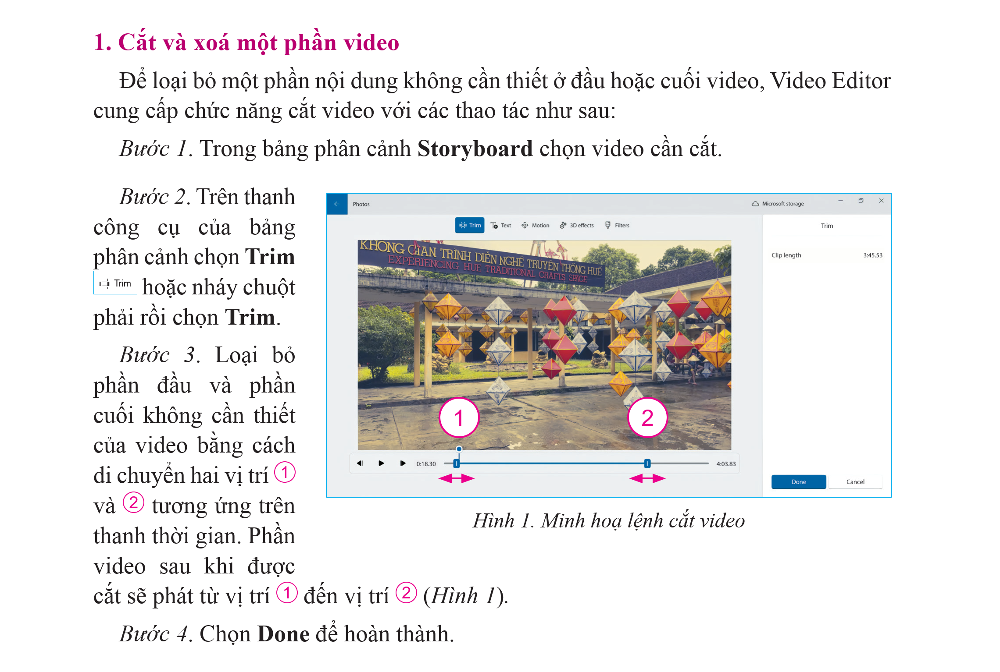 1. Cắt và xoá một phần video
Để loại bỏ một phần nội dung không cần thiết ở đầu hoặc cuối video, Video Editor
cung cấp chức năng cắt video với các thao tác như sau:
Bước 1. Trong bảng phân cảnh Storyboard chọn video cần cắt.
Bước 2. Trên thanh
công cụ của bảng
phân cảnh chọn Trim
Trim hoặc nháy chuột
phải rồi chọn Trim.
Bước 3. Loại bỏ
phần đầu và phần
cuối không cần thiết
của video bằng cách
di chuyển hai vị trí 1
và 2 tương ứng trên
thanh thời gian. Phần
video sau khi được
cắt sẽ phát từ vị trí 1 đến vị trí 2 (Hình 1).
Bước 4. Chọn Done để hoàn thành.
Photos
Microsoft storage
Trim Text Motion 3D effects Filters
Trim
Clip length 3:45.53
KHÔNG GIAN TRÌNH DIỄN NGHỀ TRUYỀN THỐNG HUẾ
EXPERIENCING HUE TRADITIONAL CRAFTS SPACE
1 2
0:18.30 4:03.83
Done Cancel
Hình 1. Minh hoạ lệnh cắt video